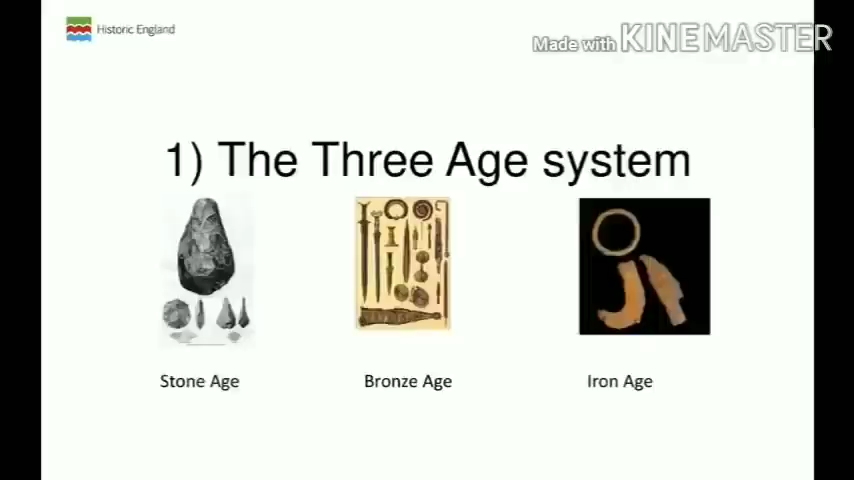 Historic England
Made with KINEMASTER
1) The Three Age system
Stone Age
Bronze Age
Iron Age